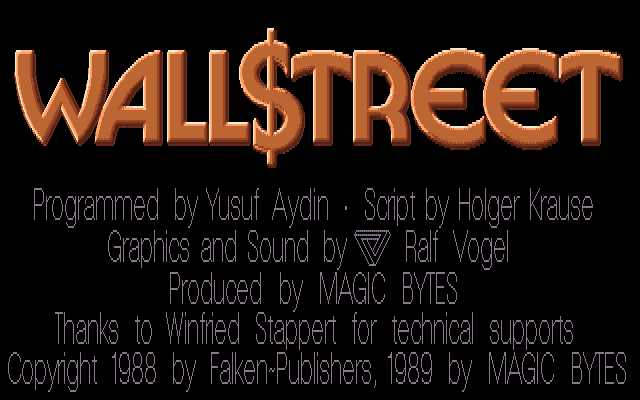 WALL$TREET
Programmed by Yusuf Aydin · Script by Holger Krause
Graphics and Sound by Ralf Vogel
Produced by MAGIC BYTES
Thanks to Winfried Stappert for technical supports
Copyright 1988 by Falken~Publishers, 1989 by MAGIC BYTES